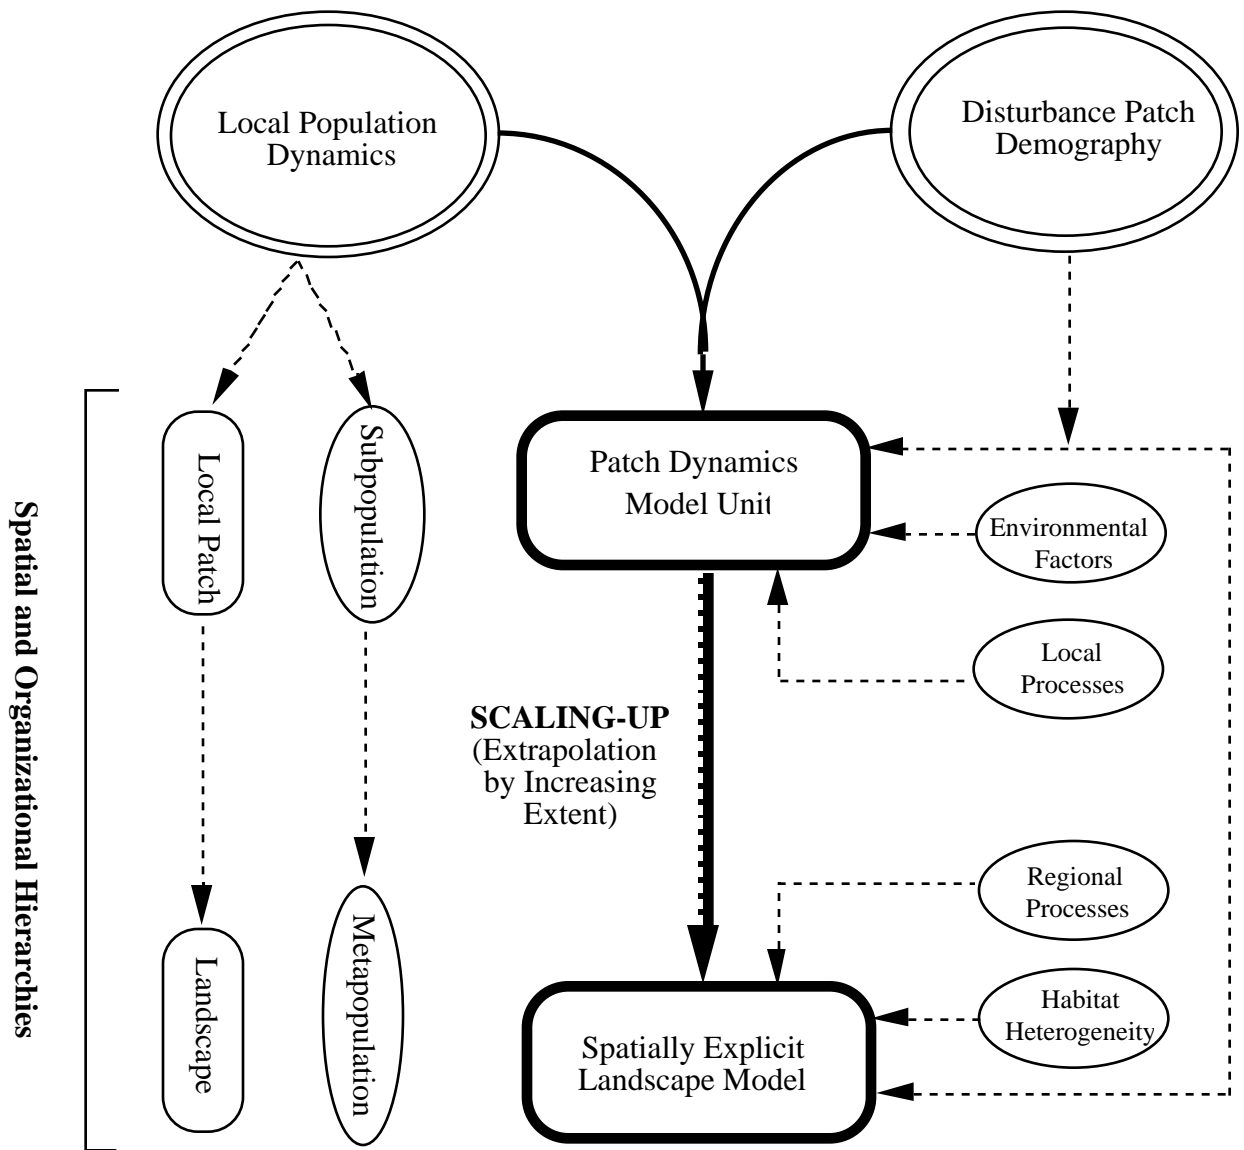 Local Population
Dynamics
Disturbance Patch
Demography
Spatial and Organizational Hierarchies
Local Patch
Subpopulation
Patch Dynamics
Model Unit
Environmental
Factors
Local
Processes
SCALING-UP
(Extrapolation
by Increasing
Extent)
Landscape
Metapopulation
Regional
Processes
Habitat
Heterogeneity
Spatially Explicit
Landscape Model